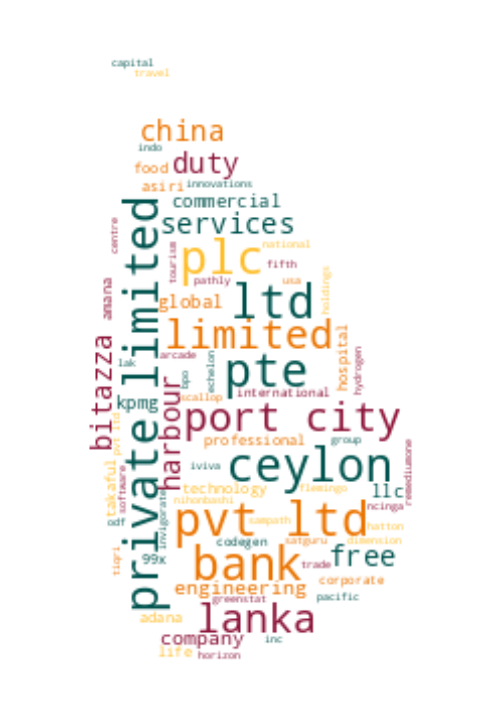 capital
travel
china
indo
food
duty
asiri
innovations
commercial
services
centre
tourism
plc
national
fifth
pathly
usa
holdings
amana
global
ltd
private limited
limited
hospital
hydrogen
bitazza
lak
arcade
bpo
echelon
pte
scallop
international
kpmg
harbour
port city
pvt ltd
professional
group
remediumone
takaful
software
iviva
ceylon
technology
flemingo
llc
nihonbashi
odf
invigorate
pvt ltd
ncinga
sampath
hatton
codegen
satguru
dimension
tiqri
99x
bank
trade
free
engineering
corporate
greenstat
pacific
adana
lanka
company
inc
life
horizon